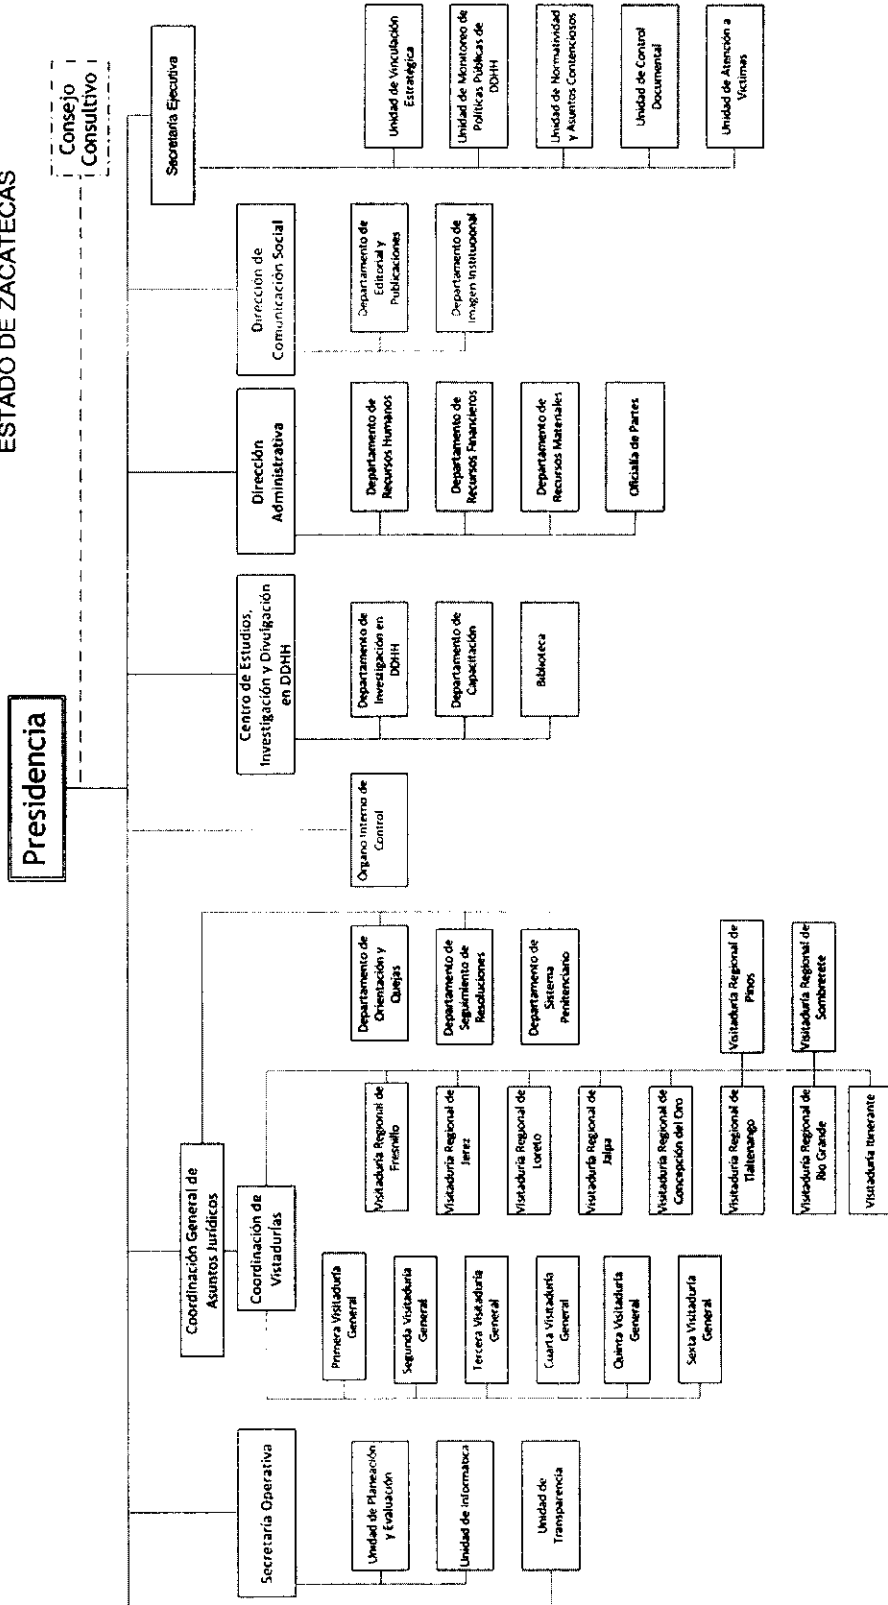 ESTADO DE ZACATECAS
Presidencia
Consejo
Consultivo
Secretaría Operativa
Unidad de Planeación
y Evaluación
Unidad de Informática
Unidad de
Transparencia
Coordinación General de
Asuntos Jurídicos
Coordinación de
Vistadurías
Primera Visitaduría
General
Segunda Visitaduría
General
Tercera Visitaduría
General
Cuarta Visitaduría
General
Quinta Visitaduría
General
Sexta Visitaduría
General
Visitaduría Regional de
Fresnillo
Visitaduría Regional de
Jerez
Visitaduría Regional de
Loreto
Visitaduría Regional de
Jalpa
Visitaduría Regional de
Concepción del Oro
Visitaduría Regional de
Tlaltenango
Visitaduría Regional de
Río Grande
Visitaduría Itinerante
Visitaduría Regional de
Pinos
Visitaduría Regional de
Sombrerete
Departamento de
Orientación y
Quejas
Departamento de
Seguimiento de
Resoluciones
Departamento de
Sistema
Penitenciario
Órgano Interno de
Control
Centro de Estudios,
Investigación y Divulgación
en DDHH
Departamento de
Investigación en
DDHH
Departamento de
Capacitación
Biblioteca
Dirección
Administrativa
Departamento de
Recursos Humanos
Departamento de
Recursos Financieros
Departamento de
Recursos Materiales
Oficialía de Partes
Dirección de
Comunicación Social
Departamento de
Editorial y
Publicaciones
Departamento de
Imagen Institucional
Secretaría Ejecutiva
Unidad de Vinculación
Estratégica
Unidad de Monitoreo de
Políticas Públicas de
DDHH
Unidad de Normatividad
y Asuntos Contenciosos
Unidad de Control
Documental
Unidad de Atención a
Víctimas